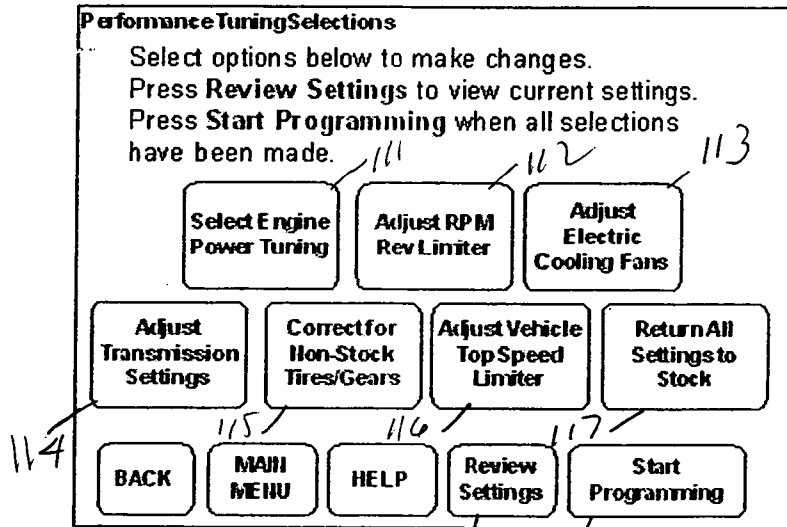 Performance Tuning Selections
Select options below to make changes.
Press Review Settings to view current settings.
Press Start Programming when all selections
have been made.
111
112
113
Select Engine
Power Tuning
Adjust RPM
Rev Limiter
Adjust
Electric
Cooling Fans
Adjust
Transmission
Settings
Correct for
Non-Stock
Tires/Gears
Adjust Vehicle
Top Speed
Limiter
Return All
Settings to
Stock
114
115
116
117
BACK
MAIN
MENU
HELP
Review
Settings
Start
Programming